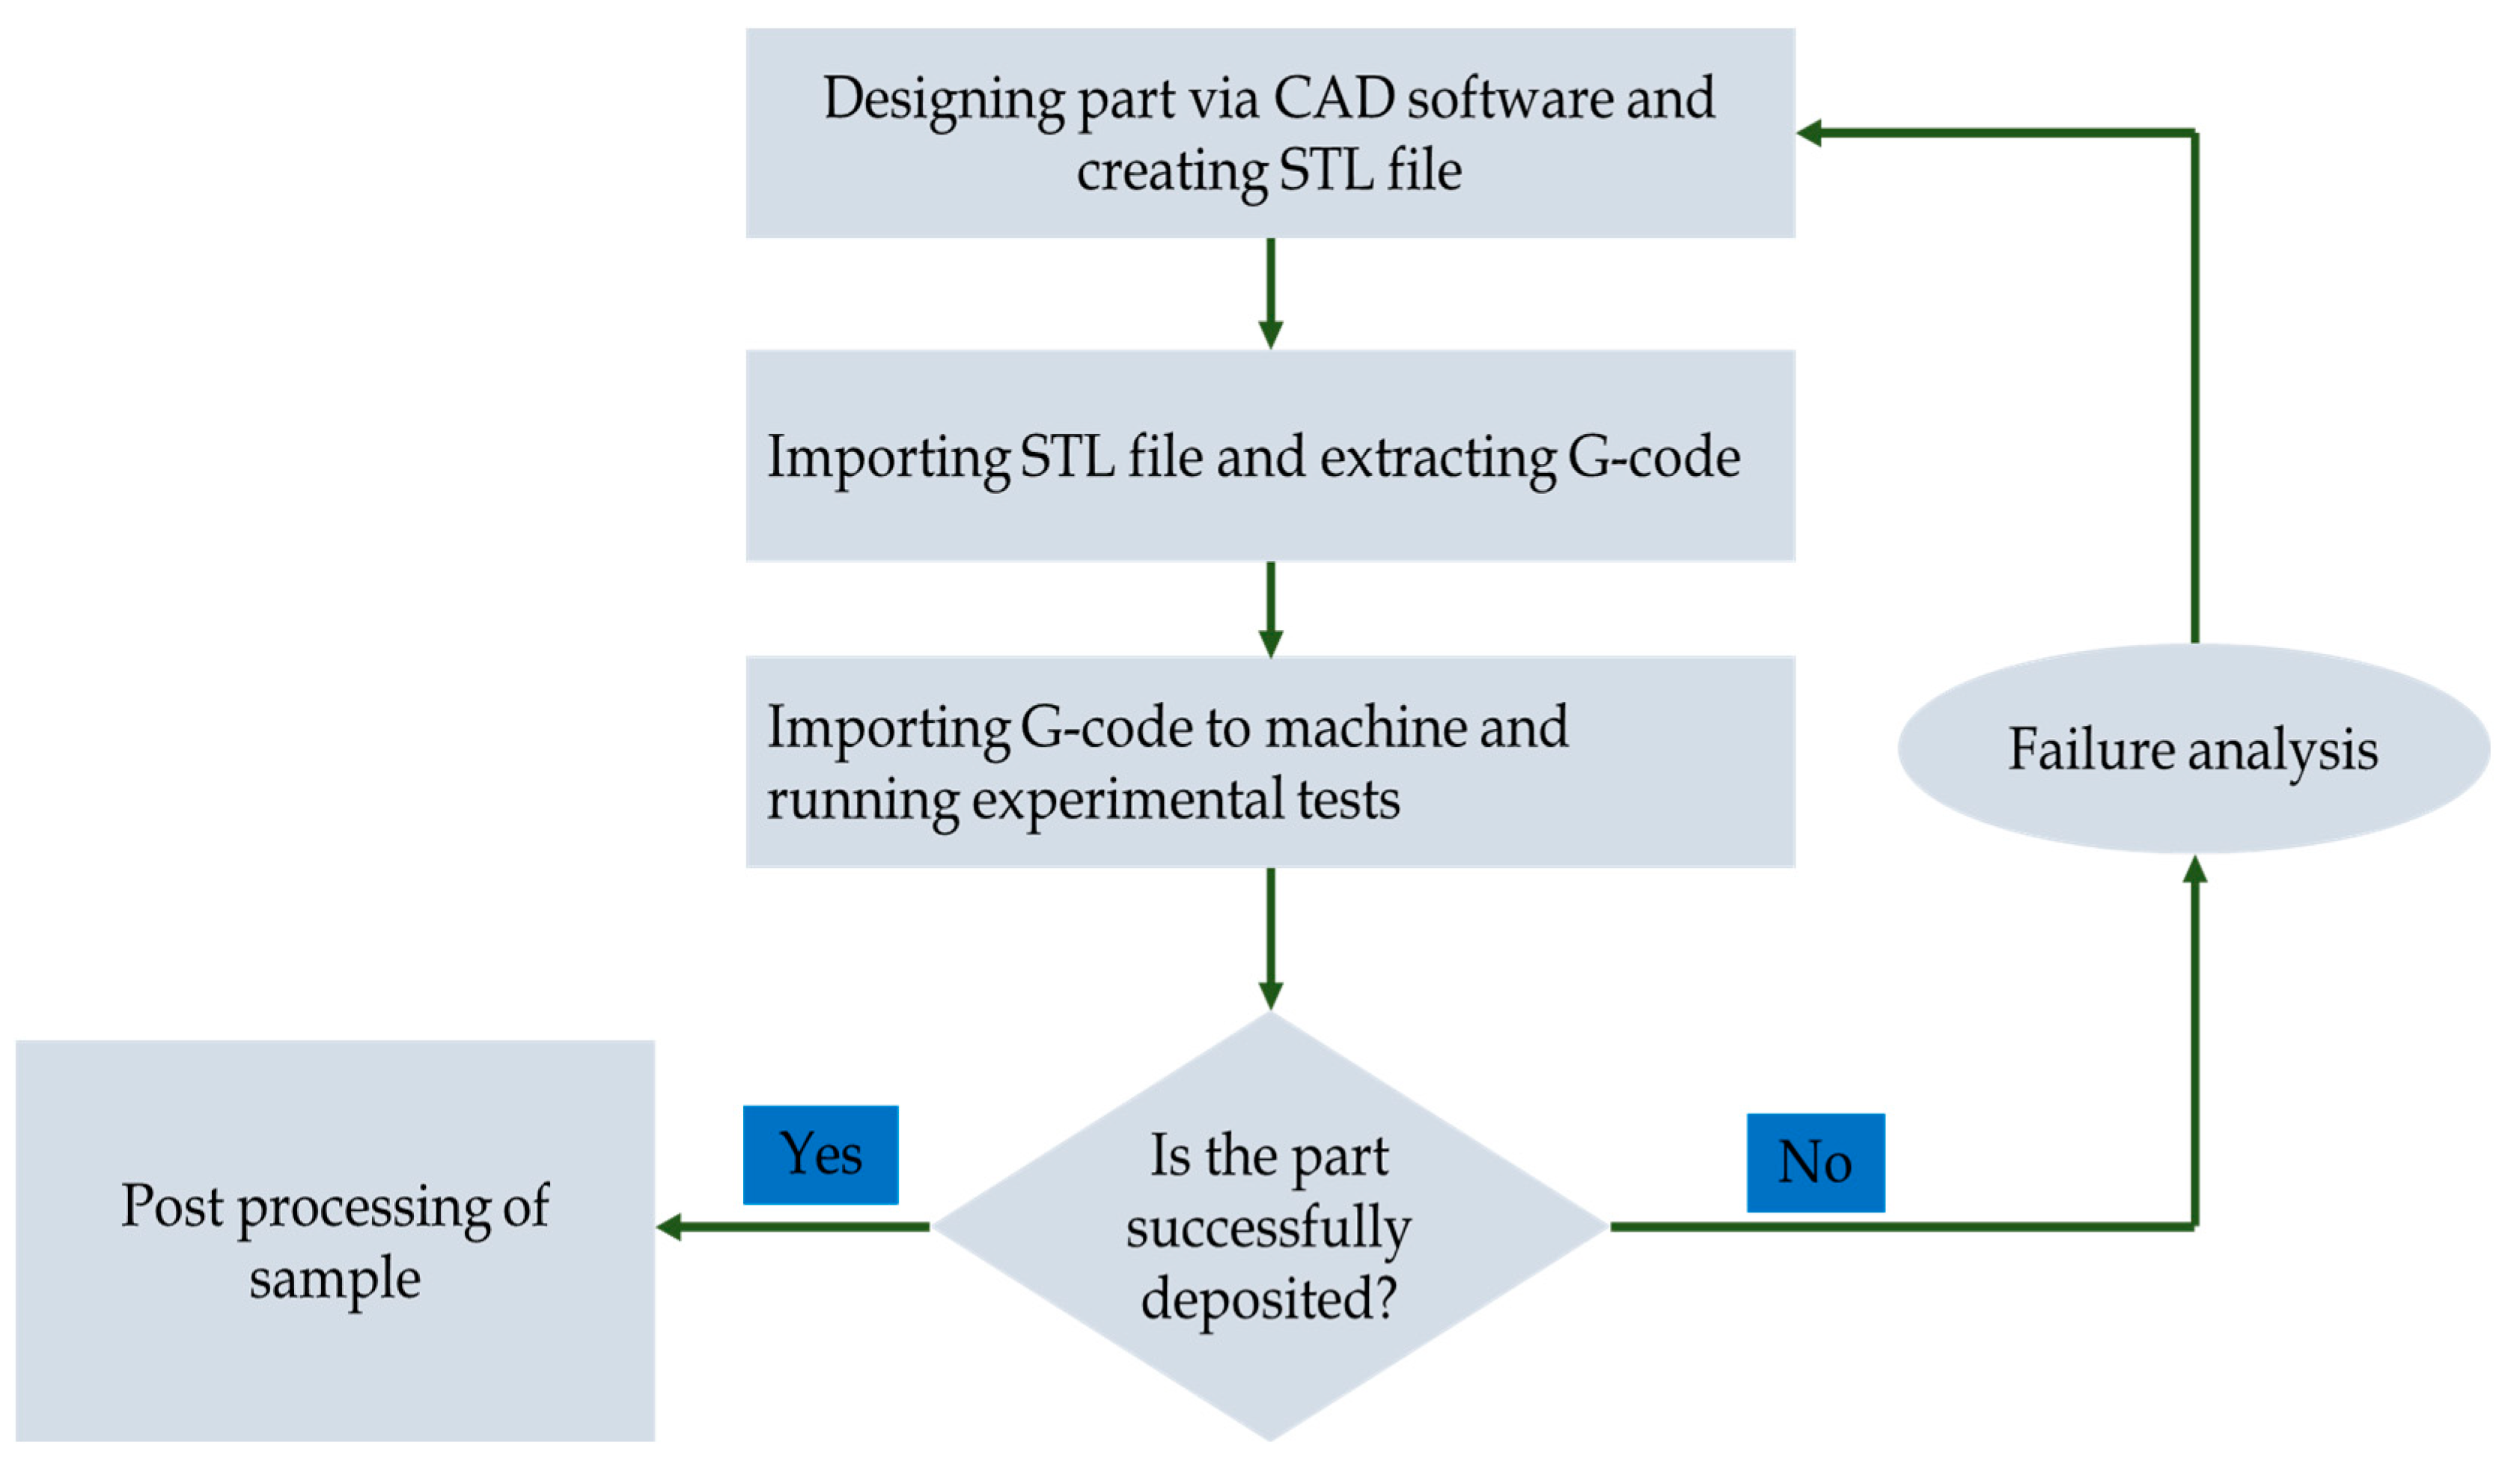 Designing part via CAD software and
creating STL file
Importing STL file and extracting G-code
Importing G-code to machine and
running experimental tests
Failure analysis
Is the part
successfully
deposited?
Yes
No
Post processing of
sample